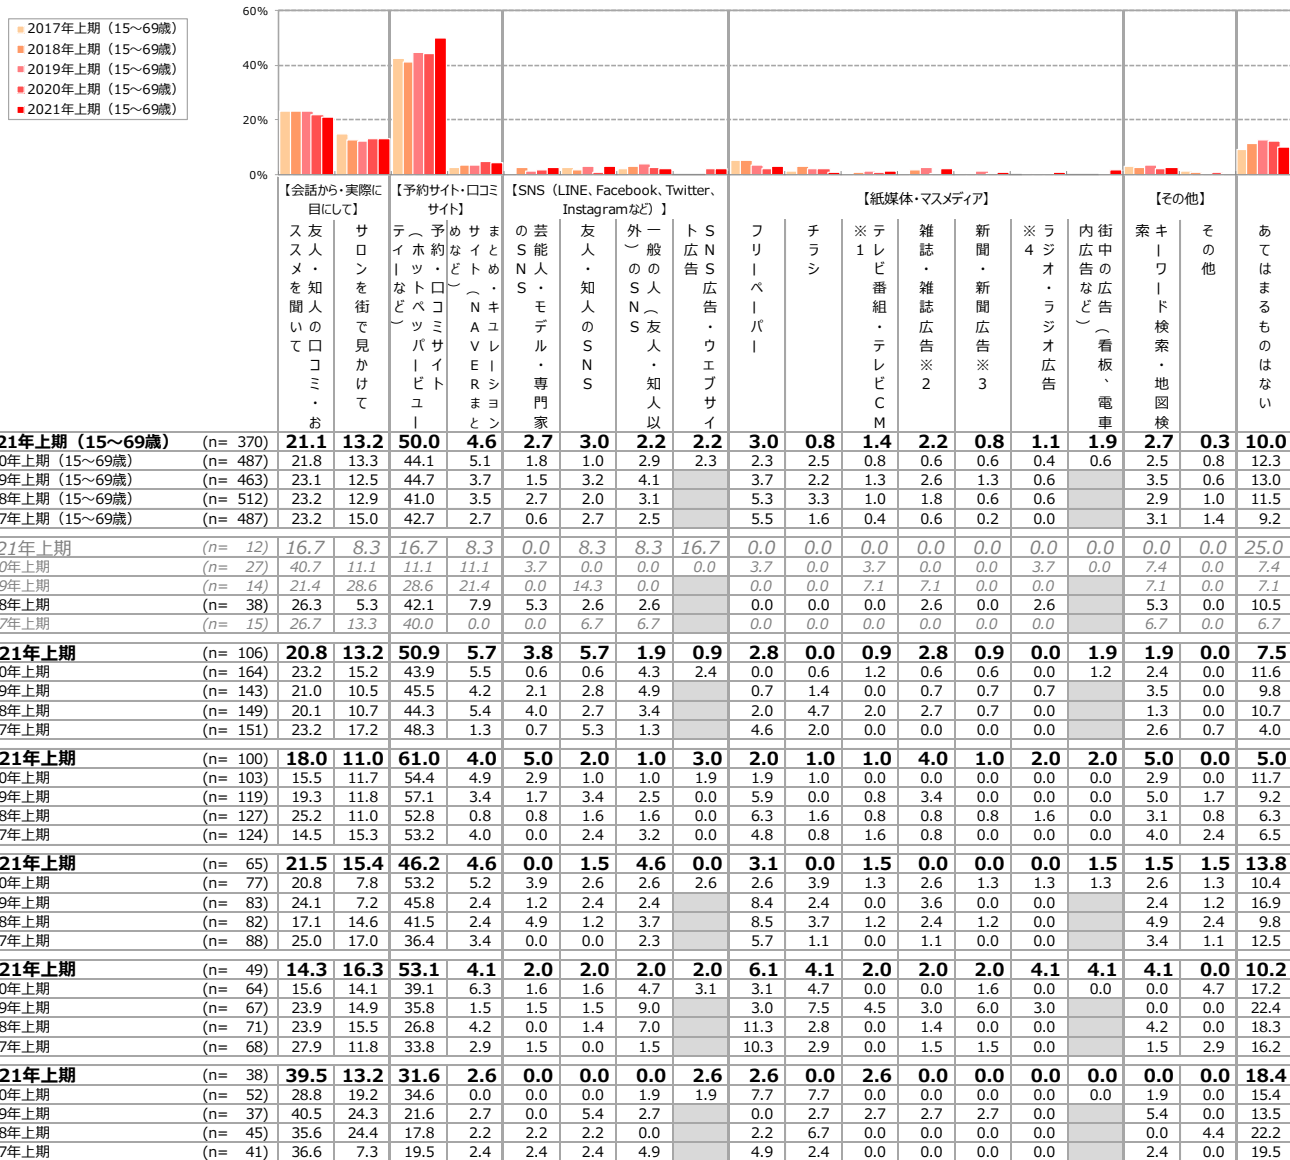 60%
40%
20%
0%
2017年上期（15～69歳）
2018年上期（15～69歳）
2019年上期（15～69歳）
2020年上期（15～69歳）
2021年上期（15～69歳）
【会話から・実際に目にして】
【予約サイト・口コミサイト】
【SNS（LINE、Facebook、Twitter、Instagramなど）】
【紙媒体・マスメディア】
【その他】
友人・知人の口コミ・おススメを聞いて
サロンを街で見かけて
予約・口コミサイト（ホットペッパービューティーなど）
まとめ・キュレーションサイト（NAVERまとめなど）
芸能人・モデル・専門家のSNS
友人・知人のSNS
一般の人（友人・知人以外）のSNS
SNS広告・ウェブサイト広告
フリーペーパー
チラシ
テレビ番組・テレビCM※1
雑誌・雑誌広告※2
新聞・新聞広告※3
ラジオ・ラジオ広告※4
街中の広告（看板、電車内広告など）
キーワード検索・地図検索
その他
あてはまるものはない
21年上期（15～69歳） (n= 370) 21.1 13.2 50.0 4.6 2.7 3.0 2.2 2.2 3.0 0.8 1.4 2.2 0.8 1.1 1.9 2.7 0.3 10.0
0年上期（15～69歳） (n= 487) 21.8 13.3 44.1 5.1 1.8 1.0 2.9 2.3 2.3 2.5 0.8 0.6 0.6 0.4 0.6 2.5 0.8 12.3
9年上期（15～69歳） (n= 463) 23.1 12.5 44.7 3.7 1.5 3.2 4.1 3.7 2.2 1.3 2.6 1.3 0.6 3.5 0.6 13.0
8年上期（15～69歳） (n= 512) 23.2 12.9 41.0 3.5 2.7 2.0 3.1 5.3 3.3 1.0 1.8 0.6 0.6 2.9 1.0 11.5
7年上期（15～69歳） (n= 487) 23.2 15.0 42.7 2.7 0.6 2.7 2.5 5.5 1.6 0.4 0.6 0.2 0.0 3.1 1.4 9.2
21年上期 (n= 12) 16.7 8.3 16.7 8.3 0.0 8.3 8.3 16.7 0.0 0.0 0.0 0.0 0.0 0.0 0.0 0.0 0.0 25.0
0年上期 (n= 27) 40.7 11.1 11.1 11.1 3.7 0.0 0.0 0.0 3.7 0.0 3.7 0.0 0.0 3.7 0.0 7.4 0.0 7.4
9年上期 (n= 14) 21.4 28.6 28.6 21.4 0.0 14.3 0.0 0.0 0.0 7.1 7.1 0.0 0.0 7.1 0.0 7.1
8年上期 (n= 38) 26.3 5.3 42.1 7.9 5.3 2.6 2.6 0.0 0.0 0.0 2.6 0.0 2.6 5.3 0.0 10.5
7年上期 (n= 15) 26.7 13.3 40.0 0.0 0.0 6.7 6.7 0.0 0.0 0.0 0.0 0.0 0.0 6.7 0.0 6.7
21年上期 (n= 106) 20.8 13.2 50.9 5.7 3.8 5.7 1.9 0.9 2.8 0.0 0.9 2.8 0.9 0.0 1.9 1.9 0.0 7.5
0年上期 (n= 164) 23.2 15.2 43.9 5.5 0.6 0.6 4.3 2.4 0.0 0.6 1.2 0.6 0.6 0.0 1.2 2.4 0.0 11.6
9年上期 (n= 143) 21.0 10.5 45.5 4.2 2.1 2.8 4.9 0.7 1.4 0.0 0.7 0.7 0.7 3.5 0.0 9.8
8年上期 (n= 149) 20.1 10.7 44.3 5.4 4.0 2.7 3.4 2.0 4.7 2.0 2.7 0.7 0.0 1.3 0.0 10.7
7年上期 (n= 151) 23.2 17.2 48.3 1.3 0.7 5.3 1.3 4.6 2.0 0.0 0.0 0.0 0.0 2.6 0.7 4.0
21年上期 (n= 100) 18.0 11.0 61.0 4.0 5.0 2.0 1.0 3.0 2.0 1.0 1.0 4.0 1.0 2.0 2.0 5.0 0.0 5.0
0年上期 (n= 103) 15.5 11.7 54.4 4.9 2.9 1.0 1.0 1.9 1.9 1.0 0.0 0.0 0.0 0.0 0.0 2.9 0.0 11.7
9年上期 (n= 119) 19.3 11.8 57.1 3.4 1.7 3.4 2.5 0.0 5.9 0.0 0.8 3.4 0.0 0.0 0.0 5.0 1.7 9.2
8年上期 (n= 127) 25.2 11.0 52.8 0.8 0.8 1.6 1.6 0.0 6.3 1.6 0.8 0.8 0.8 1.6 0.0 3.1 0.8 6.3
7年上期 (n= 124) 14.5 15.3 53.2 4.0 0.0 2.4 3.2 0.0 4.8 0.8 1.6 0.8 0.0 0.0 0.0 4.0 2.4 6.5
21年上期 (n= 65) 21.5 15.4 46.2 4.6 0.0 1.5 4.6 0.0 3.1 0.0 1.5 0.0 0.0 0.0 1.5 1.5 1.5 13.8
0年上期 (n= 77) 20.8 7.8 53.2 5.2 3.9 2.6 2.6 2.6 2.6 3.9 1.3 2.6 1.3 1.3 1.3 2.6 1.3 10.4
9年上期 (n= 83) 24.1 7.2 45.8 2.4 1.2 2.4 2.4 8.4 2.4 0.0 3.6 0.0 0.0 2.4 1.2 16.9
8年上期 (n= 82) 17.1 14.6 41.5 2.4 4.9 1.2 3.7 8.5 3.7 1.2 2.4 1.2 0.0 4.9 2.4 9.8
7年上期 (n= 88) 25.0 17.0 36.4 3.4 0.0 0.0 2.3 5.7 1.1 0.0 1.1 0.0 0.0 3.4 1.1 12.5
21年上期 (n= 49) 14.3 16.3 53.1 4.1 2.0 2.0 2.0 2.0 6.1 4.1 2.0 2.0 2.0 4.1 4.1 4.1 0.0 10.2
0年上期 (n= 64) 15.6 14.1 39.1 6.3 1.6 1.6 4.7 3.1 3.1 4.7 0.0 0.0 1.6 0.0 0.0 0.0 4.7 17.2
9年上期 (n= 67) 23.9 14.9 35.8 1.5 1.5 1.5 9.0 3.0 7.5 4.5 3.0 6.0 3.0 0.0 0.0 22.4
8年上期 (n= 71) 23.9 15.5 26.8 4.2 0.0 1.4 7.0 11.3 2.8 0.0 1.4 0.0 0.0 4.2 0.0 18.3
7年上期 (n= 68) 27.9 11.8 33.8 2.9 1.5 0.0 1.5 10.3 2.9 0.0 1.5 1.5 0.0 1.5 2.9 16.2
21年上期 (n= 38) 39.5 13.2 31.6 2.6 0.0 0.0 0.0 2.6 2.6 0.0 2.6 0.0 0.0 0.0 0.0 0.0 0.0 18.4
0年上期 (n= 52) 28.8 19.2 34.6 0.0 0.0 0.0 1.9 1.9 7.7 7.7 0.0 0.0 0.0 0.0 0.0 1.9 0.0 15.4
9年上期 (n= 37) 40.5 24.3 21.6 2.7 0.0 5.4 2.7 0.0 2.7 2.7 2.7 2.7 0.0 5.4 0.0 13.5
8年上期 (n= 45) 35.6 24.4 17.8 2.2 2.2 2.2 0.0 2.2 6.7 0.0 0.0 0.0 0.0 0.0 4.4 22.2
7年上期 (n= 41) 36.6 7.3 19.5 2.4 2.4 2.4 4.9 4.9 2.4 0.0 0.0 0.0 0.0 2.4 0.0 19.5